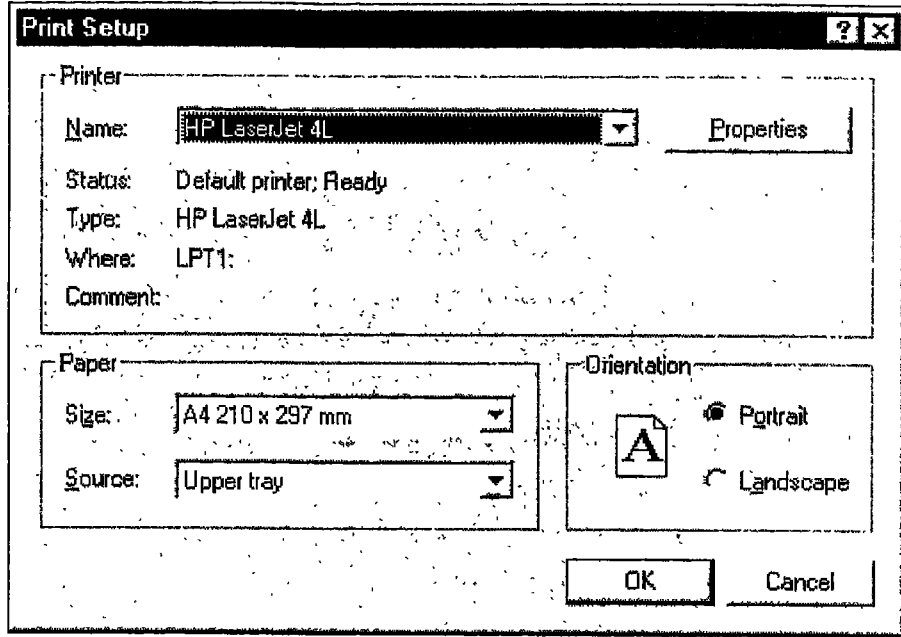 Print Setup
Printer
Name: HP LaserJet 4L Properties
Status: Default printer; Ready
Type: HP LaserJet 4L
Where: LPT1:
Comment:
Paper
Size: A4 210 x 297 mm
Source: Upper tray
Orientation
A
Portrait
Landscape
OK Cancel